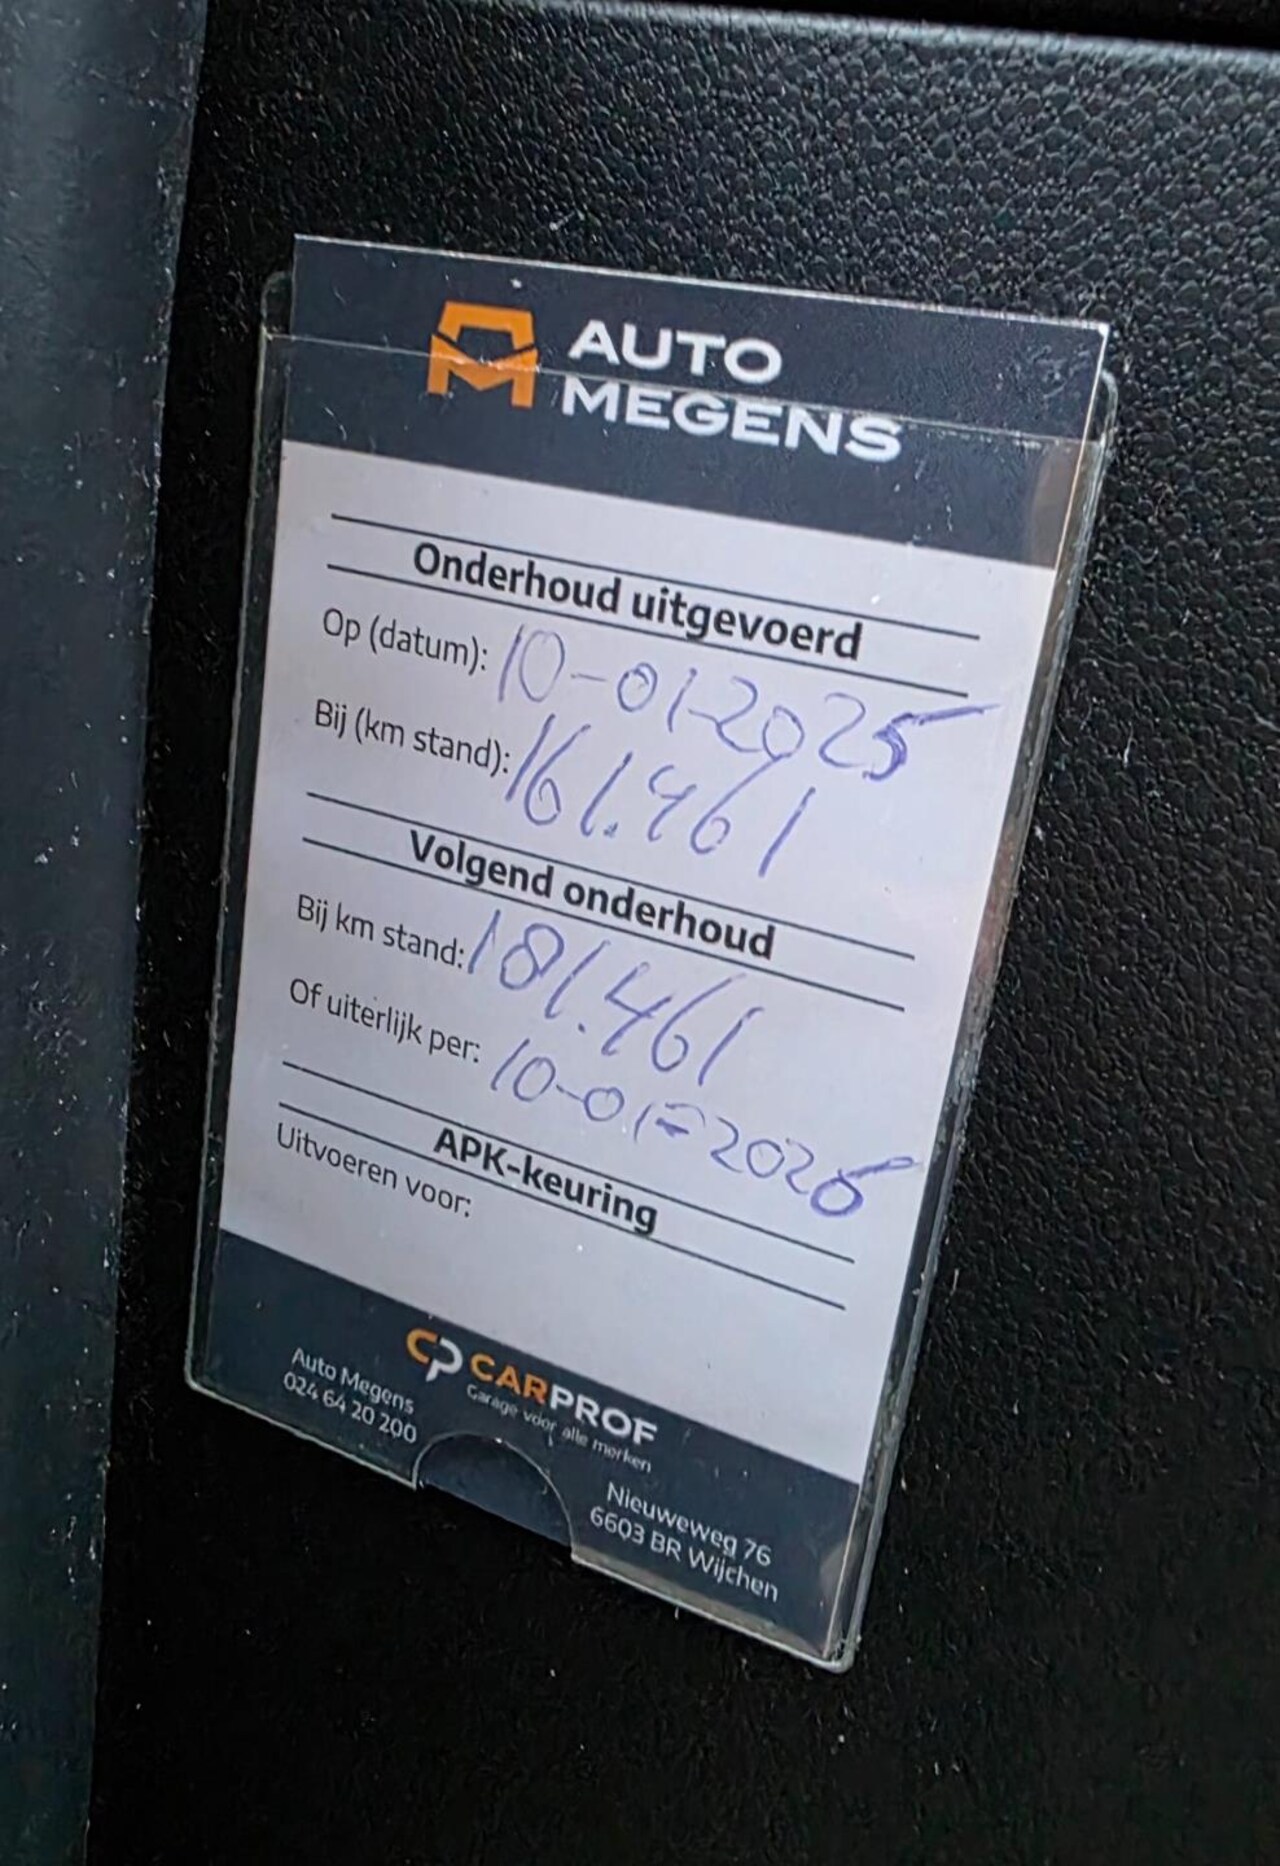 AUTO
MEGENS
Onderhoud uitgevoerd
Op (datum): 10-01-2025
Bij (km stand): 161.461
Volgend onderhoud
Bij km stand: 181.461
Of uiterlijk per: 10-01-2026
APK-keuring
Uitvoeren voor:
CP CARPROF
Garage voor alle merken
Auto Megens
024 64 20 200
Nieuweweg 76
6603 BR Wijchen